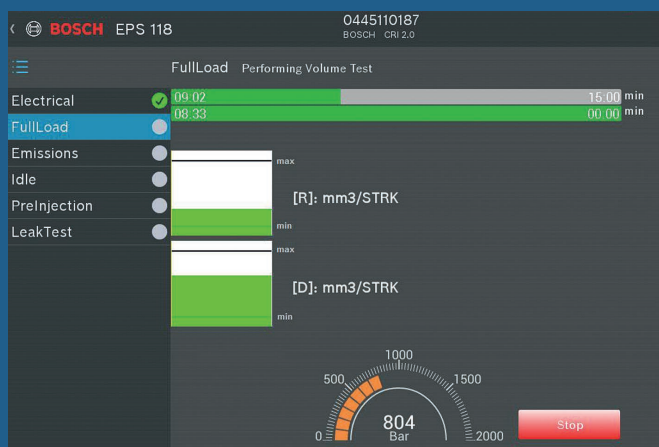 BOSCH EPS 118
0445110187
BOSCH CRI 2.0
FullLoad Performing Volume Test
Electrical
FullLoad
Emissions
Idle
PreInjection
LeakTest
09:02 15:00 min
08:33 00:00 min
max
[R]: mm3/STRK
min
max
[D]: mm3/STRK
min
0 500 1000 1500 2000
804
Bar
Stop